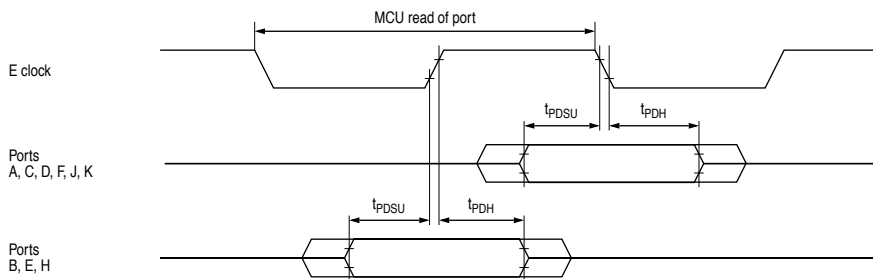 MCU read of port
E clock
tPDSU tPDH
Ports
A, C, D, F, J, K
tPDSU tPDH
Ports
B, E, H